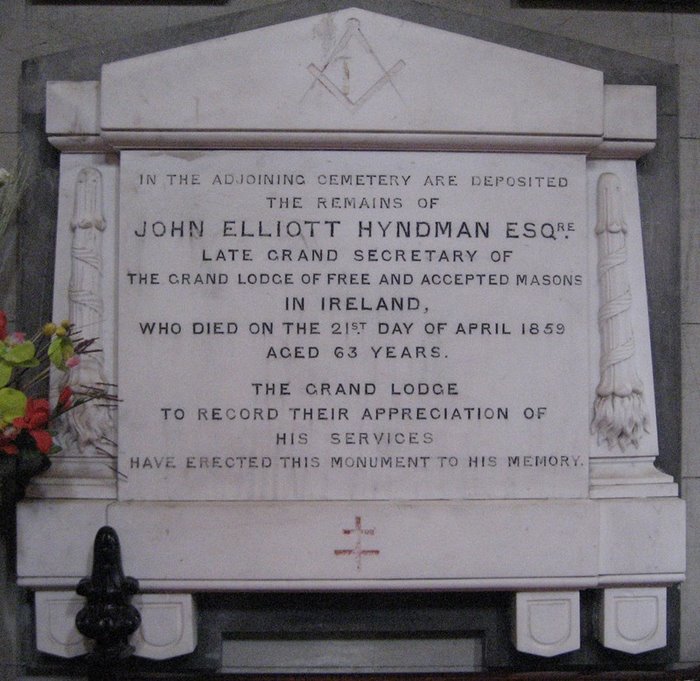 IN THE ADJOINING CEMETERY ARE DEPOSITED
THE REMAINS OF
JOHN ELLIOTT HYNDMAN ESQRE.
LATE GRAND SECRETARY OF
THE GRAND LODGE OF FREE AND ACCEPTED MASONS
IN IRELAND,
WHO DIED ON THE 21ST DAY OF APRIL 1859
AGED 63 YEARS.
THE GRAND LODGE
TO RECORD THEIR APPRECIATION OF
HIS SERVICES
HAVE ERECTED THIS MONUMENT TO HIS MEMORY.